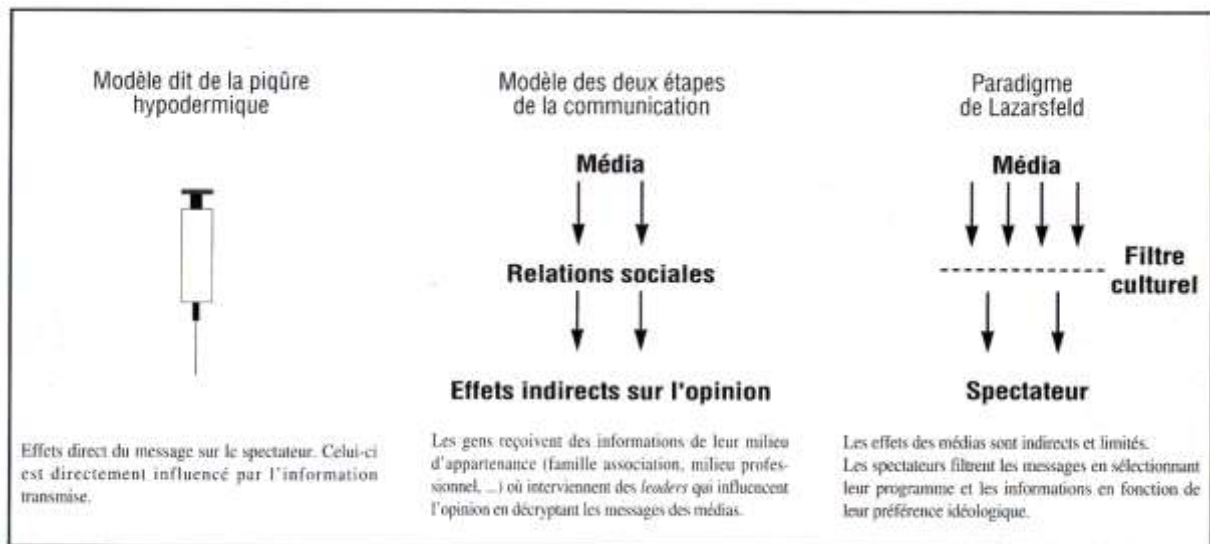 Modèle dit de la piqûre
hypodermique
Effets direct du message sur le spectateur. Celui-ci
est directement influencé par l'information
transmise.
Modèle des deux étapes
de la communication
Média
Relations sociales
Effets indirects sur l'opinion
Les gens reçoivent des informations de leur milieu
d'appartenance (famille association, milieu profes-
sionnel, ...) où interviennent des leaders qui influencent
l'opinion en décryptant les messages des médias.
Paradigme
de Lazarsfeld
Média
Filtre
culturel
Spectateur
Les effets des médias sont indirects et limités.
Les spectateurs filtrent les messages en sélectionnant
leur programme et les informations en fonction de
leur préférence idéologique.